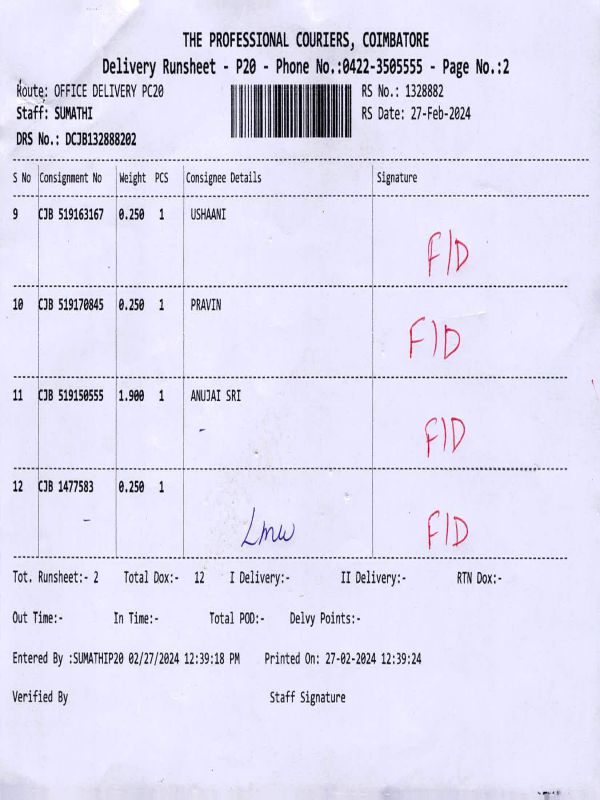 THE PROFESSIONAL COURIERS, COIMBATORE
Delivery Runsheet - P20 - Phone No.:0422-3505555 - Page No.:2
Route: OFFICE DELIVERY PC20 RS No.: 1328882
Staff: SUMATHI RS Date: 27-Feb-2024
DRS No.: DCJB132888202
S No Consignment No Weight PCS Consignee Details Signature
9 CJB 519163167 0.250 1 USHAANI
F/D
10 CJB 519170845 0.250 1 PRAVIN
F/D
11 CJB 519150555 1.900 1 ANUJAI SRI
F/D
12 CJB 1477583 0.250 1
Lmw F/D
Tot. Runsheet:- 2 Total Dox:- 12 I Delivery:- II Delivery:- RTN Dox:-
Out Time:- In Time:- Total POD:- Delvy Points:-
Entered By :SUMATHIP20 02/27/2024 12:39:18 PM Printed On: 27-02-2024 12:39:24
Verified By Staff Signature